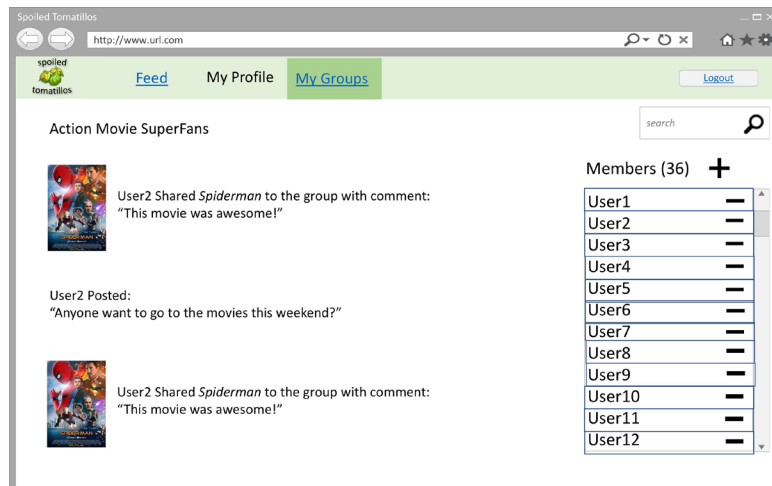 Spoiled Tomatillos
http://www.url.com
spoiled
tomatillos
Feed
My Profile
My Groups
Logout
search
Action Movie SuperFans
Members (36)
User2 Shared Spiderman to the group with comment:
“This movie was awesome!”
User2 Posted:
“Anyone want to go to the movies this weekend?”
User2 Shared Spiderman to the group with comment:
“This movie was awesome!”
User1
User2
User3
User4
User5
User6
User7
User8
User9
User10
User11
User12